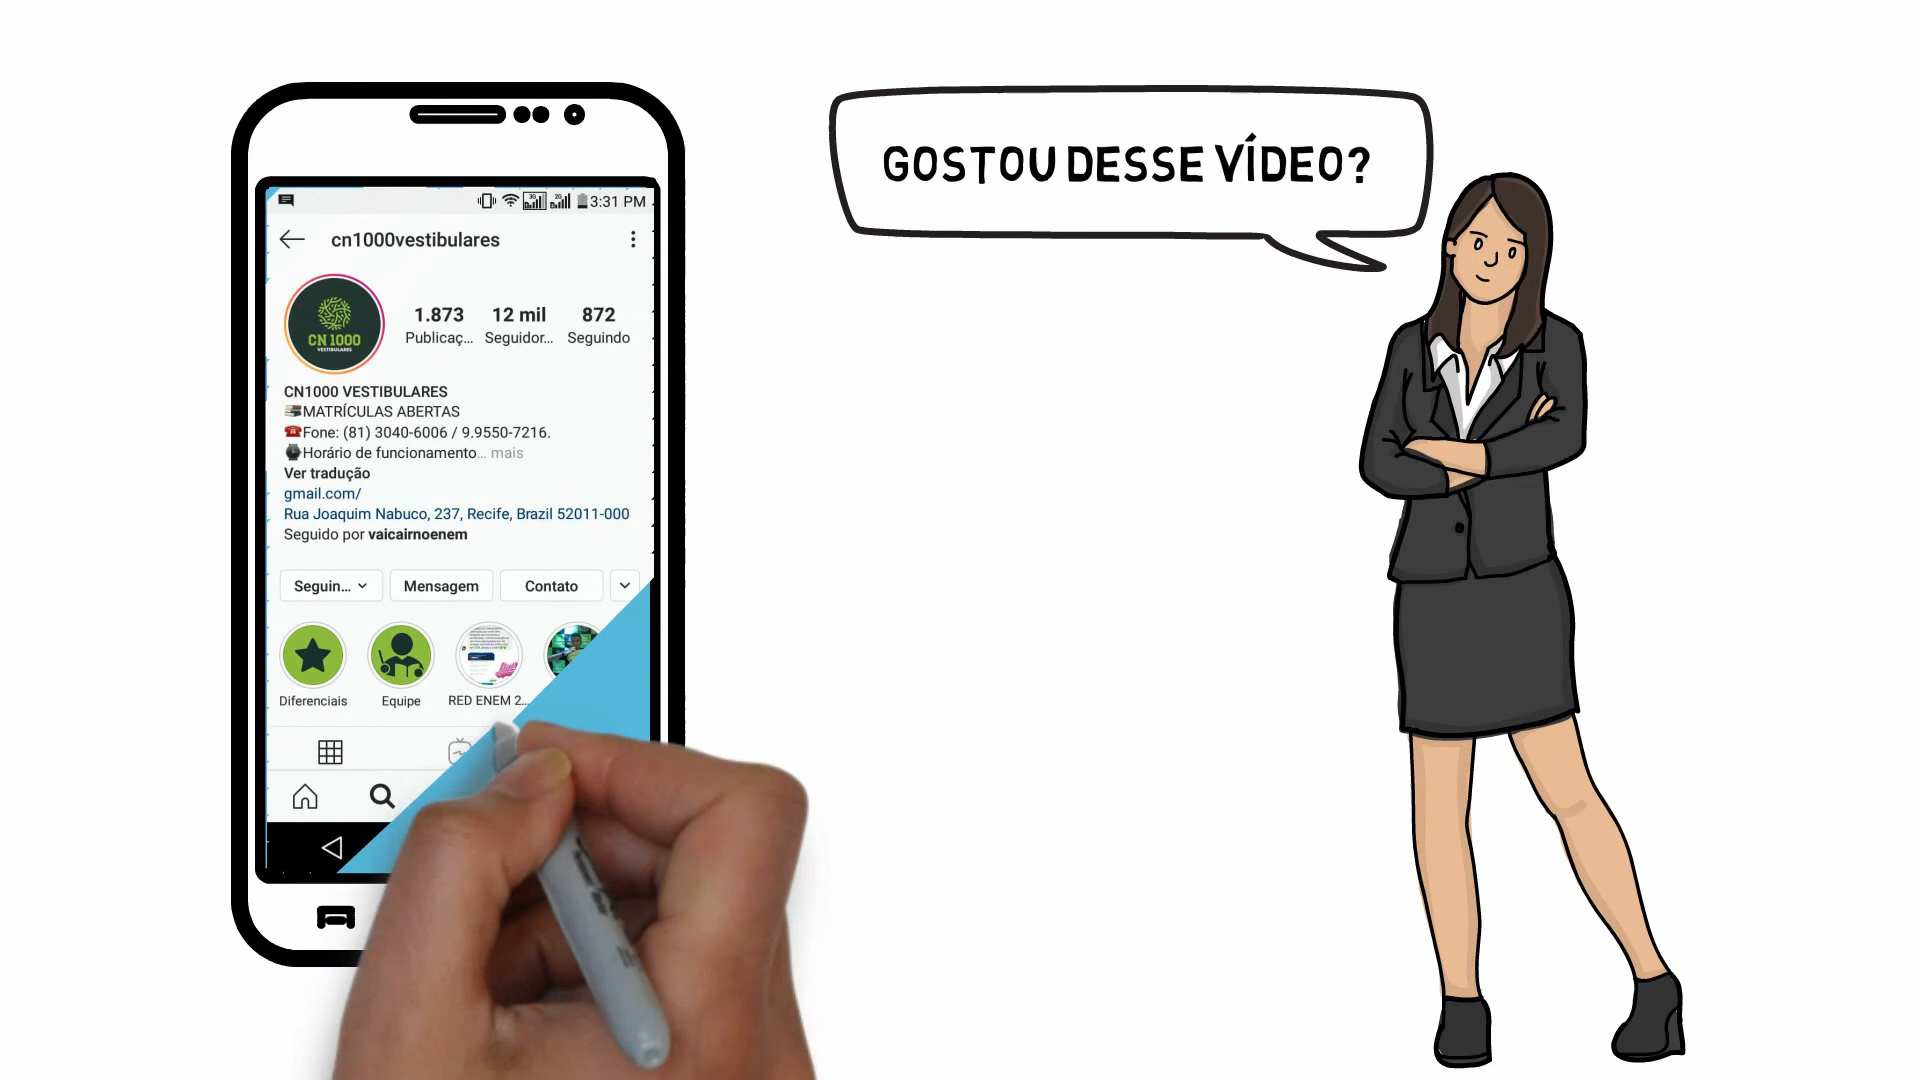 GOSTOU DESSE VÍDEO?
3:31 PM
cn1000vestibulares
CN 1000
VESTIBULARES
1.873 12 mil 872
Publicaç... Seguidor... Seguindo
CN1000 VESTIBULARES
MATRÍCULAS ABERTAS
Fone: (81) 3040-6006 / 9.9550-7216.
Horário de funcionamento... mais
Ver tradução
gmail.com/
Rua Joaquim Nabuco, 237, Recife, Brazil 52011-000
Seguido por vaicairnoenem
Seguin... Mensagem Contato
Diferenciais Equipe RED ENEM 2...